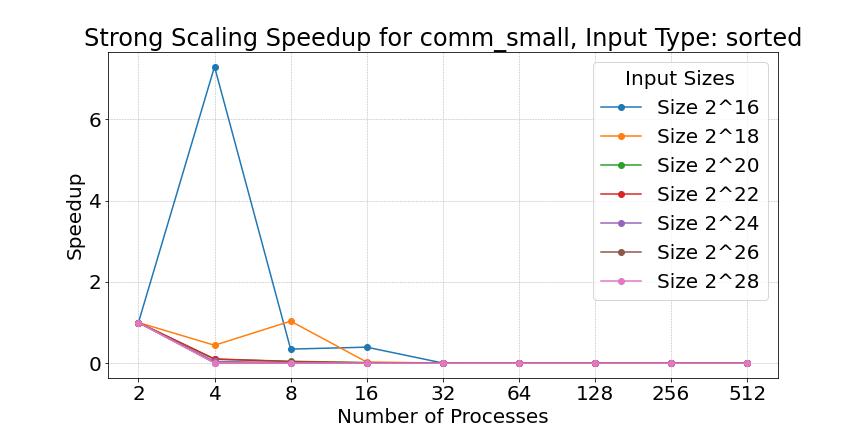 Strong Scaling Speedup for comm_small, Input Type: sorted
Speedup
6
4
2
0
Input Sizes
Size 2^16
Size 2^18
Size 2^20
Size 2^22
Size 2^24
Size 2^26
Size 2^28
2 4 8 16 32 64 128 256 512
Number of Processes